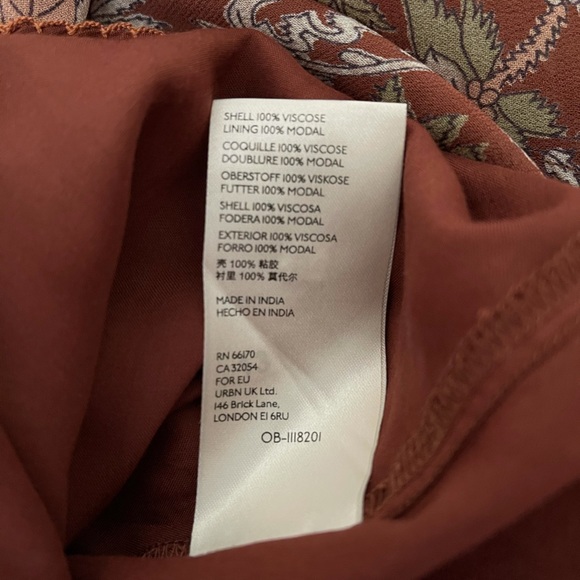 SHELL 100% VISCOSE
LINING 100% MODAL
COQUILLE 100% VISCOSE
DOUBLURE 100% MODAL
OBERSTOFF 100% VISKOSE
FUTTER 100% MODAL
SHELL 100% VISCOSA
FODERA 100% MODAL
EXTERIOR 100% VISCOSA
FORRO 100% MODAL
壳 100% 粘胶
衬里 100% 莫代尔
MADE IN INDIA
HECHO EN INDIA
RN 66170
CA 32054
FOR EU
URBN UK Ltd.
146 Brick Lane,
LONDON E1 6RU
OB-1118201